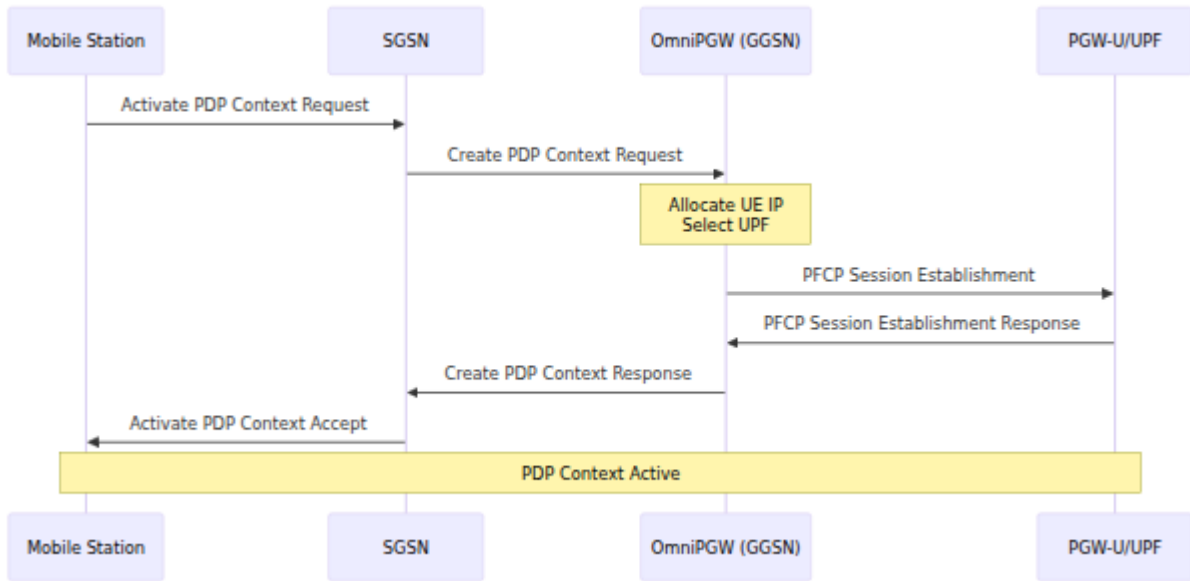 Mobile Station
SGSN
OmniPGW (GGSN)
PGW-U/UPF
Activate PDP Context Request
Create PDP Context Request
Allocate UE IP
Select UPF
PFCP Session Establishment
PFCP Session Establishment Response
Create PDP Context Response
Activate PDP Context Accept
PDP Context Active
Mobile Station
SGSN
OmniPGW (GGSN)
PGW-U/UPF